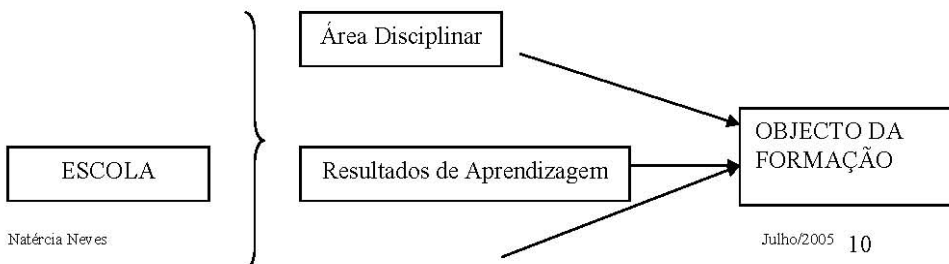 Área Disciplinar
OBJECTO DA
FORMAÇÃO
ESCOLA
Resultados de Aprendizagem
Natércia Neves
Julho/2005 10